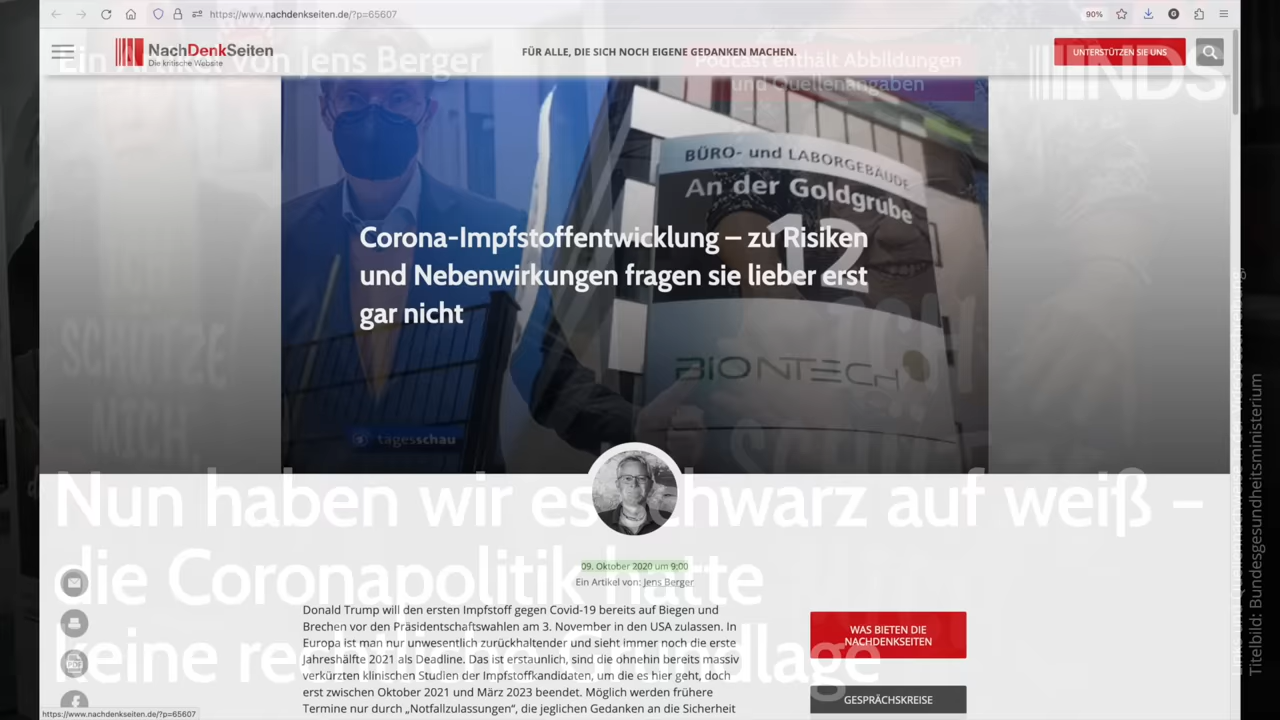 https://www.nachdenkseiten.de/?p=65607
90%
NachDenkSeiten
Die kritische Website
FÜR ALLE, DIE SICH NOCH EIGENE GEDANKEN MACHEN.
UNTERSTÜTZEN SIE UNS
Ein Artikel von Jens Berger
Podcast enthält Abbildungen
und Quellenangaben
NDS
BÜRO- und LABORGEBÄUDE
An der Goldgrube
12
BIONTECH
Corona-Impfstoffentwicklung – zu Risiken
und Nebenwirkungen fragen sie lieber erst
gar nicht
SCHÜTZE
tagesschau
Nun haben wir schwarz auf weiß –
die Coronapolitik hatte
keine
09. Oktober 2020 um 9:00
Ein Artikel von: Jens Berger
Donald Trump will den ersten Impfstoff gegen Covid-19 bereits auf Biegen und
Brechen vor den Präsidentschaftswahlen am 3. November in den USA zulassen. In
Europa ist man nur unwesentlich zurückhaltender und sieht immer noch die erste
Jahreshälfte 2021 als Deadline. Das ist erstaunlich, sind die ohnehin bereits massiv
verkürzten klinischen Studien der Impfstoffkandidaten, um die es hier geht, doch
erst zwischen Oktober 2021 und März 2023 beendet. Möglich werden frühere
Termine nur durch „Notfallzulassungen“, die jeglichen Gedanken an die Sicherheit
WAS BIETEN DIE
NACHDENKSEITEN
GESPRÄCHSKREISE
PDF
https://www.nachdenkseiten.de/?p=65607
Titelbild: Bundesgesundheitsministerium